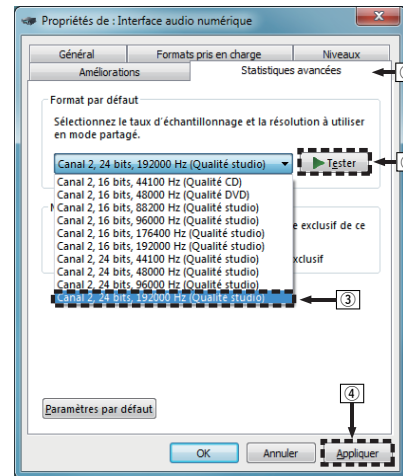 Propriétés de : Interface audio numérique
Général Formats pris en charge Niveaux
Améliorations Statistiques avancées
Format par défaut
Sélectionnez le taux d'échantillonnage et la résolution à utiliser
en mode partagé.
Canal 2, 24 bits, 192000 Hz (Qualité studio) Tester
Canal 2, 16 bits, 44100 Hz (Qualité CD)
Canal 2, 16 bits, 48000 Hz (Qualité DVD)
Canal 2, 16 bits, 88200 Hz (Qualité studio)
Canal 2, 16 bits, 96000 Hz (Qualité studio)
Canal 2, 16 bits, 176400 Hz (Qualité studio)
e exclusif de ce
Canal 2, 16 bits, 192000 Hz (Qualité studio)
Canal 2, 24 bits, 44100 Hz (Qualité studio)
Canal 2, 24 bits, 48000 Hz (Qualité studio)
xclusif
Canal 2, 24 bits, 96000 Hz (Qualité studio)
Canal 2, 24 bits, 192000 Hz (Qualité studio) ③
④
Paramètres par défaut
OK Annuler Appliquer